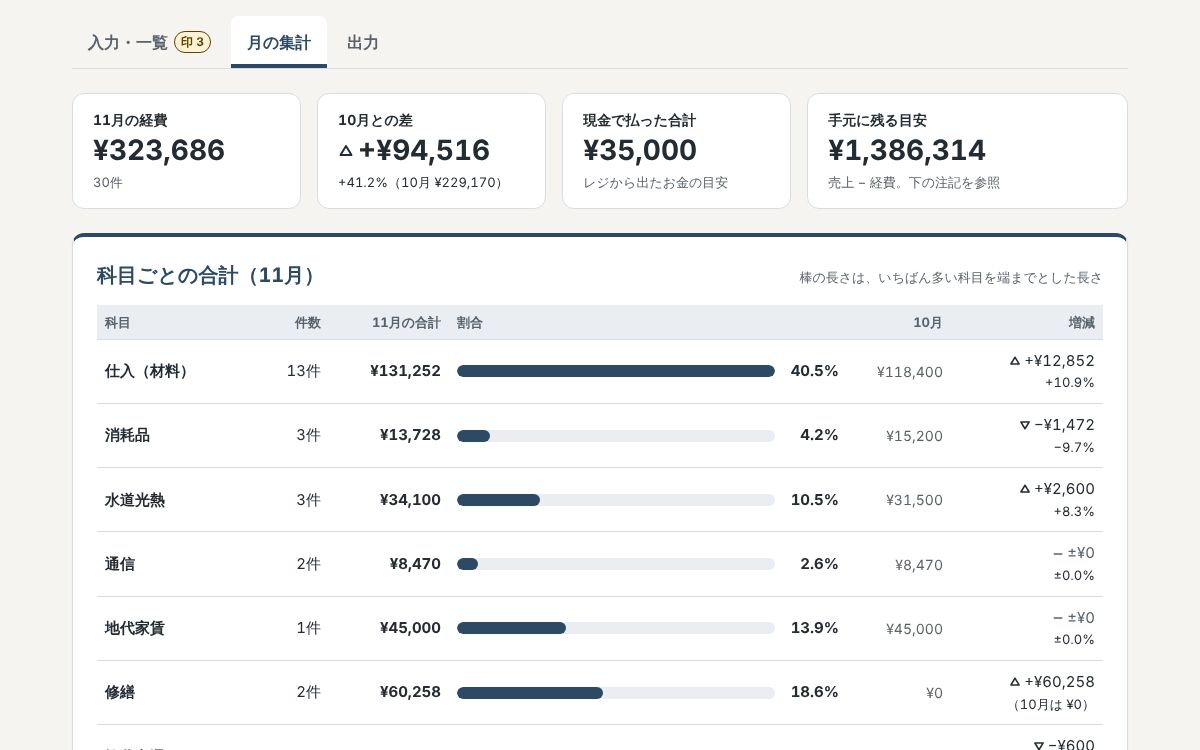 入力・一覧 印 3 月の集計 出力
11月の経費
¥323,686
30件
10月との差
△ +¥94,516
+41.2%（10月 ¥229,170）
現金で払った合計
¥35,000
レジから出たお金の目安
手元に残る目安
¥1,386,314
売上 − 経費。下の注記を参照
科目ごとの合計（11月） 棒の長さは、いちばん多い科目を端までとした長さ
科目 件数 11月の合計 割合 10月 増減
仕入（材料） 13件 ¥131,252 40.5% ¥118,400 △ +¥12,852
+10.9%
消耗品 3件 ¥13,728 4.2% ¥15,200 ▽ −¥1,472
−9.7%
水道光熱 3件 ¥34,100 10.5% ¥31,500 △ +¥2,600
+8.3%
通信 2件 ¥8,470 2.6% ¥8,470 — ±¥0
±0.0%
地代家賃 1件 ¥45,000 13.9% ¥45,000 — ±¥0
±0.0%
修繕 2件 ¥60,258 18.6% ¥0 △ +¥60,258
（10月は ¥0）
▽ −¥600